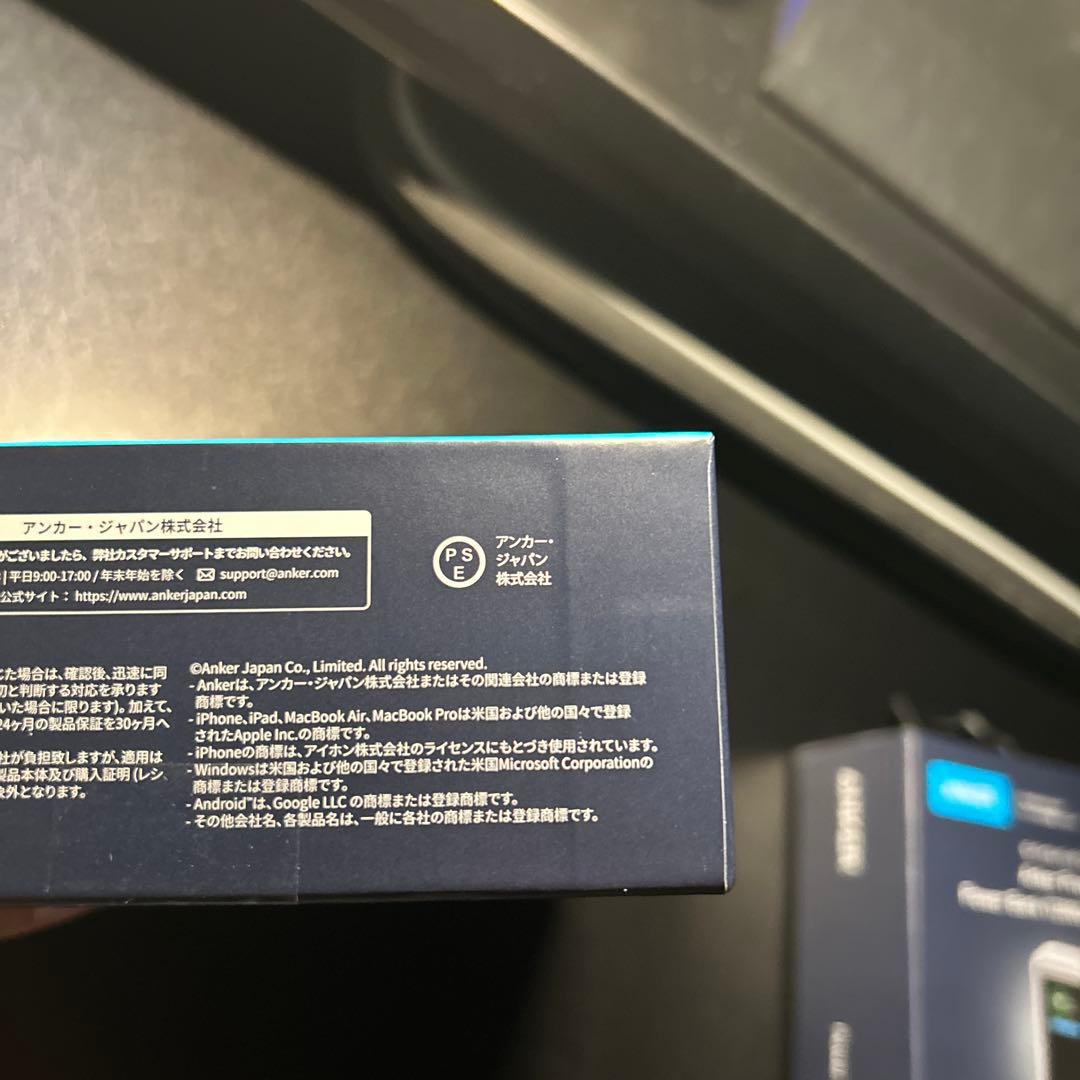 アンカー・ジャパン株式会社
がございましたら、弊社カスタマーサポートまでお問い合わせください。
| 平日9:00-17:00 / 年末年始を除く support@anker.com
公式サイト : https://www.ankerjapan.com
PSE
アンカー・
ジャパン
株式会社
た場合は、確認後、迅速に同
切と判断する対応を承ります
いた場合に限ります)。加えて、
24ヶ月の製品保証を30ヶ月へ
社が負担致しますが、適用は
製品本体及び購入証明 (レシ
象外となります。
©Anker Japan Co., Limited. All rights reserved.
- Ankerは、アンカー・ジャパン株式会社またはその関連会社の商標または登録
商標です。
- iPhone、iPad、MacBook Air、MacBook Proは米国および他の国々で登録
されたApple Inc.の商標です。
- iPhoneの商標は、アイホン株式会社のライセンスにもとづき使用されています。
- Windowsは米国および他の国々で登録された米国Microsoft Corporationの
商標または登録商標です。
- Android™は、Google LLC の商標または登録商標です。
- その他会社名、各製品名は、一般に各社の商標または登録商標です。